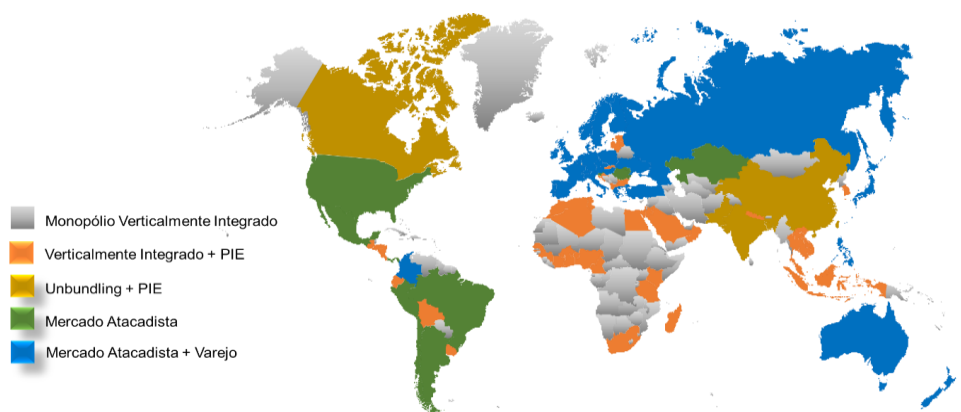 Monopólio Verticalmente Integrado
Verticalmente Integrado + PIE
Unbundling + PIE
Mercado Atacadista
Mercado Atacadista + Varejo